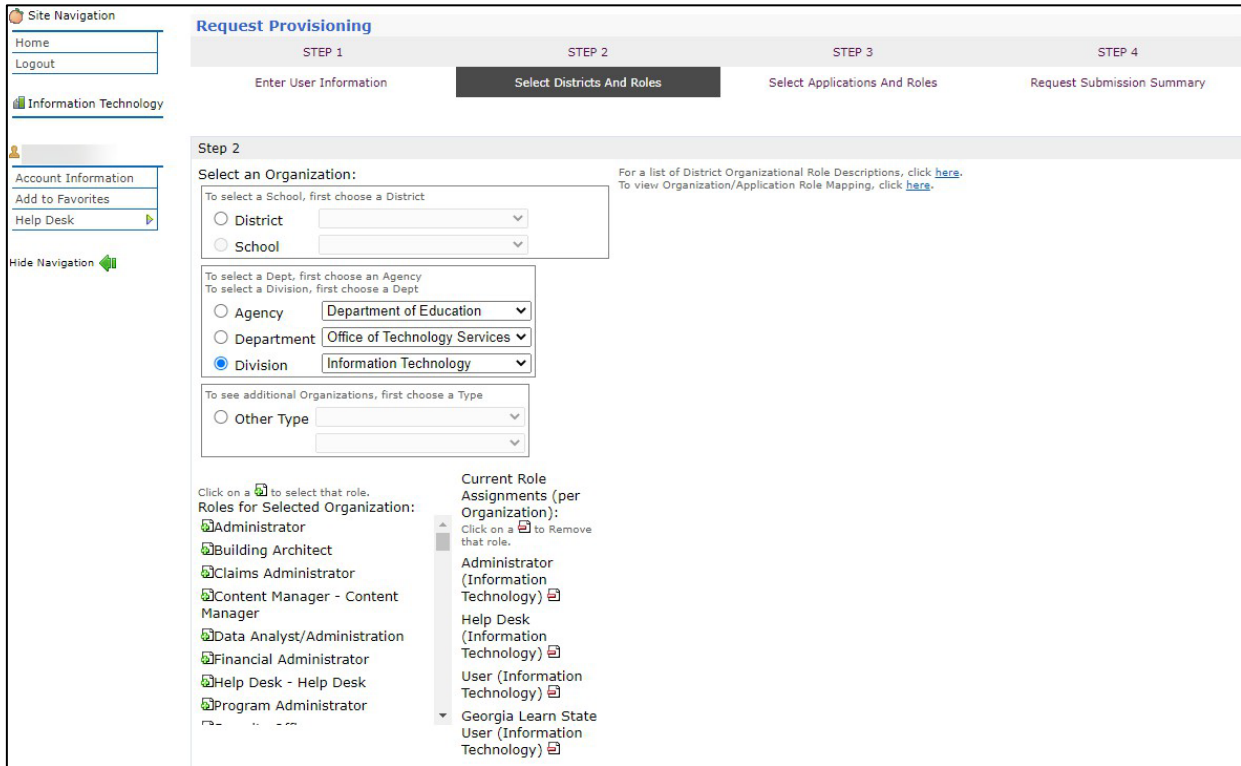 Site Navigation
Home
Logout
Information Technology
Account Information
Add to Favorites
Help Desk
Hide Navigation
Request Provisioning
STEP 1
STEP 2
STEP 3
STEP 4
Enter User Information
Select Districts And Roles
Select Applications And Roles
Request Submission Summary
Step 2
Select an Organization:
For a list of District Organizational Role Descriptions, click here.
To view Organization/Application Role Mapping, click here.
To select a School, first choose a District
District
School
To select a Dept, first choose an Agency
To select a Division, first choose a Dept
Agency Department of Education
Department Office of Technology Services
Division Information Technology
To see additional Organizations, first choose a Type
Other Type
Click on a to select that role.
Roles for Selected Organization:
Administrator
Building Architect
Claims Administrator
Content Manager - Content
Manager
Data Analyst/Administration
Financial Administrator
Help Desk - Help Desk
Program Administrator
Current Role
Assignments (per
Organization):
Click on a to Remove
that role.
Administrator
(Information
Technology)
Help Desk
(Information
Technology)
User (Information
Technology)
Georgia Learn State
User (Information
Technology)